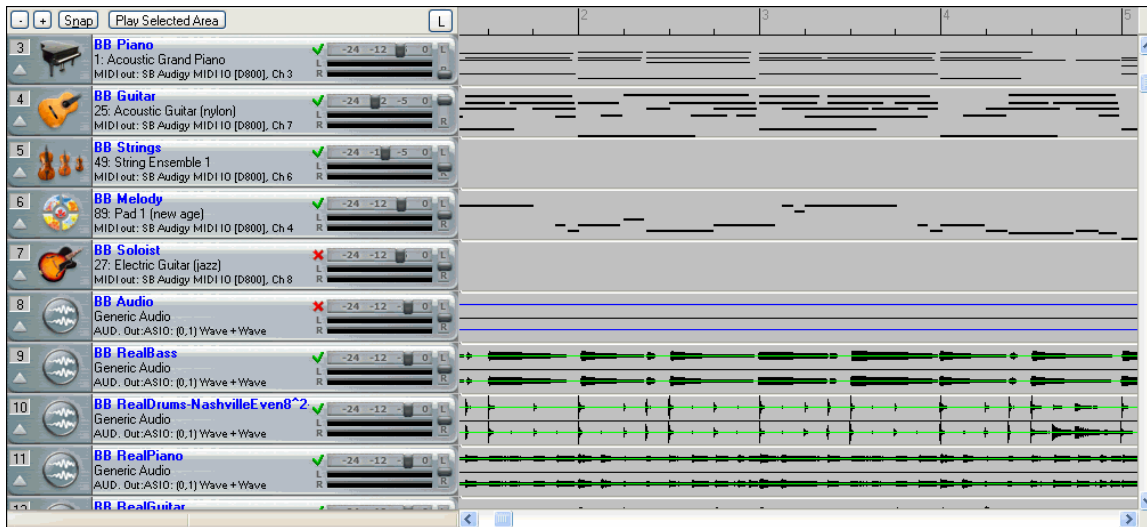 - + Snap Play Selected Area L 2 3 4 5
3 BB Piano
1: Acoustic Grand Piano -24 -12 0 L
MIDI out: SB Audigy MIDI IO [D800], Ch 3 L R
4 BB Guitar
25: Acoustic Guitar (nylon) -24 2 -5 0
MIDI out: SB Audigy MIDI IO [D800], Ch 7 L R R
5 BB Strings
49: String Ensemble 1 -24 -1 -5 0 L
MIDI out: SB Audigy MIDI IO [D800], Ch 6 L R R
6 BB Melody
89: Pad 1 (new age) -24 -12 0 L
MIDI out: SB Audigy MIDI IO [D800], Ch 4 L R R
7 BB Soloist
27: Electric Guitar (jazz) -24 -12 0 L
MIDI out: SB Audigy MIDI IO [D800], Ch 8 L R R
8 BB Audio
Generic Audio -24 -12 - 0 L
AUD. Out:ASIO: (0,1) Wave + Wave L R R
9 BB RealBass
Generic Audio -24 -12 - 0 L
AUD. Out:ASIO: (0,1) Wave + Wave L R R
10 BB RealDrums-NashvilleEven8^2-
Generic Audio -24 -12 - 0 L
AUD. Out:ASIO: (0,1) Wave + Wave L R R
11 BB RealPiano
Generic Audio -24 -12 - 0 L
AUD. Out:ASIO: (0,1) Wave + Wave L R R
12 BB RealGuitar